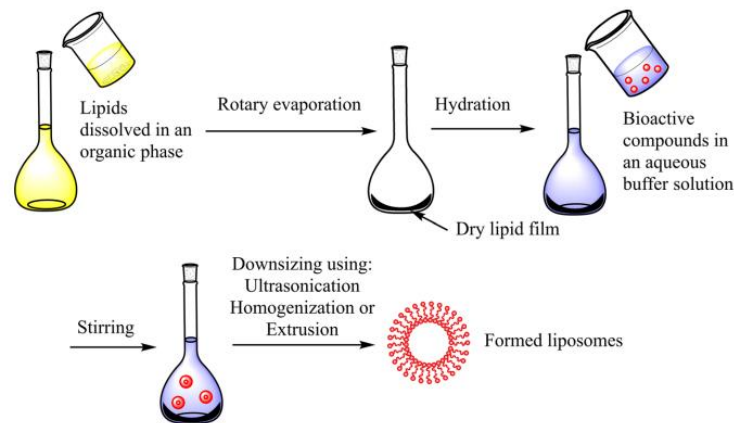 Lipids
dissolved in an
organic phase
Rotary evaporation
Hydration
Bioactive
compounds in
an aqueous
buffer solution
Dry lipid film
Stirring
Downsizing using:
Ultrasonication
Homogenization or
Extrusion
Formed liposomes